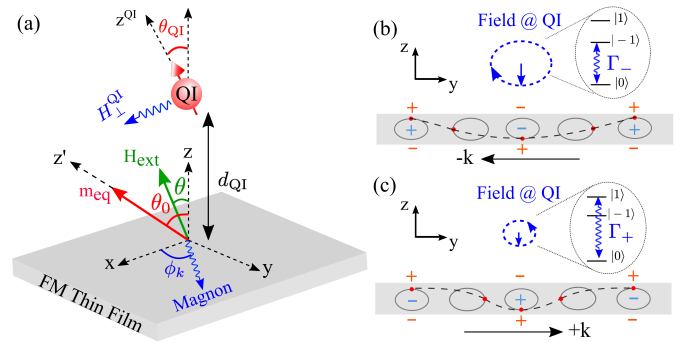 (a)
z^QI
θ_QI
QI
H_⊥^QI
z'
H_ext
z
m_eq
θ_0
θ
d_QI
x
ϕ_k
y
Magnon
FM Thin Film
(b)
Field @ QI
|1⟩
|−1⟩
Γ_−
|0⟩
z
y
+ − +
+ − +
− + −
-k
(c)
Field @ QI
|1⟩
|−1⟩
Γ_+
|0⟩
z
y
+ − +
− + −
− + −
+k